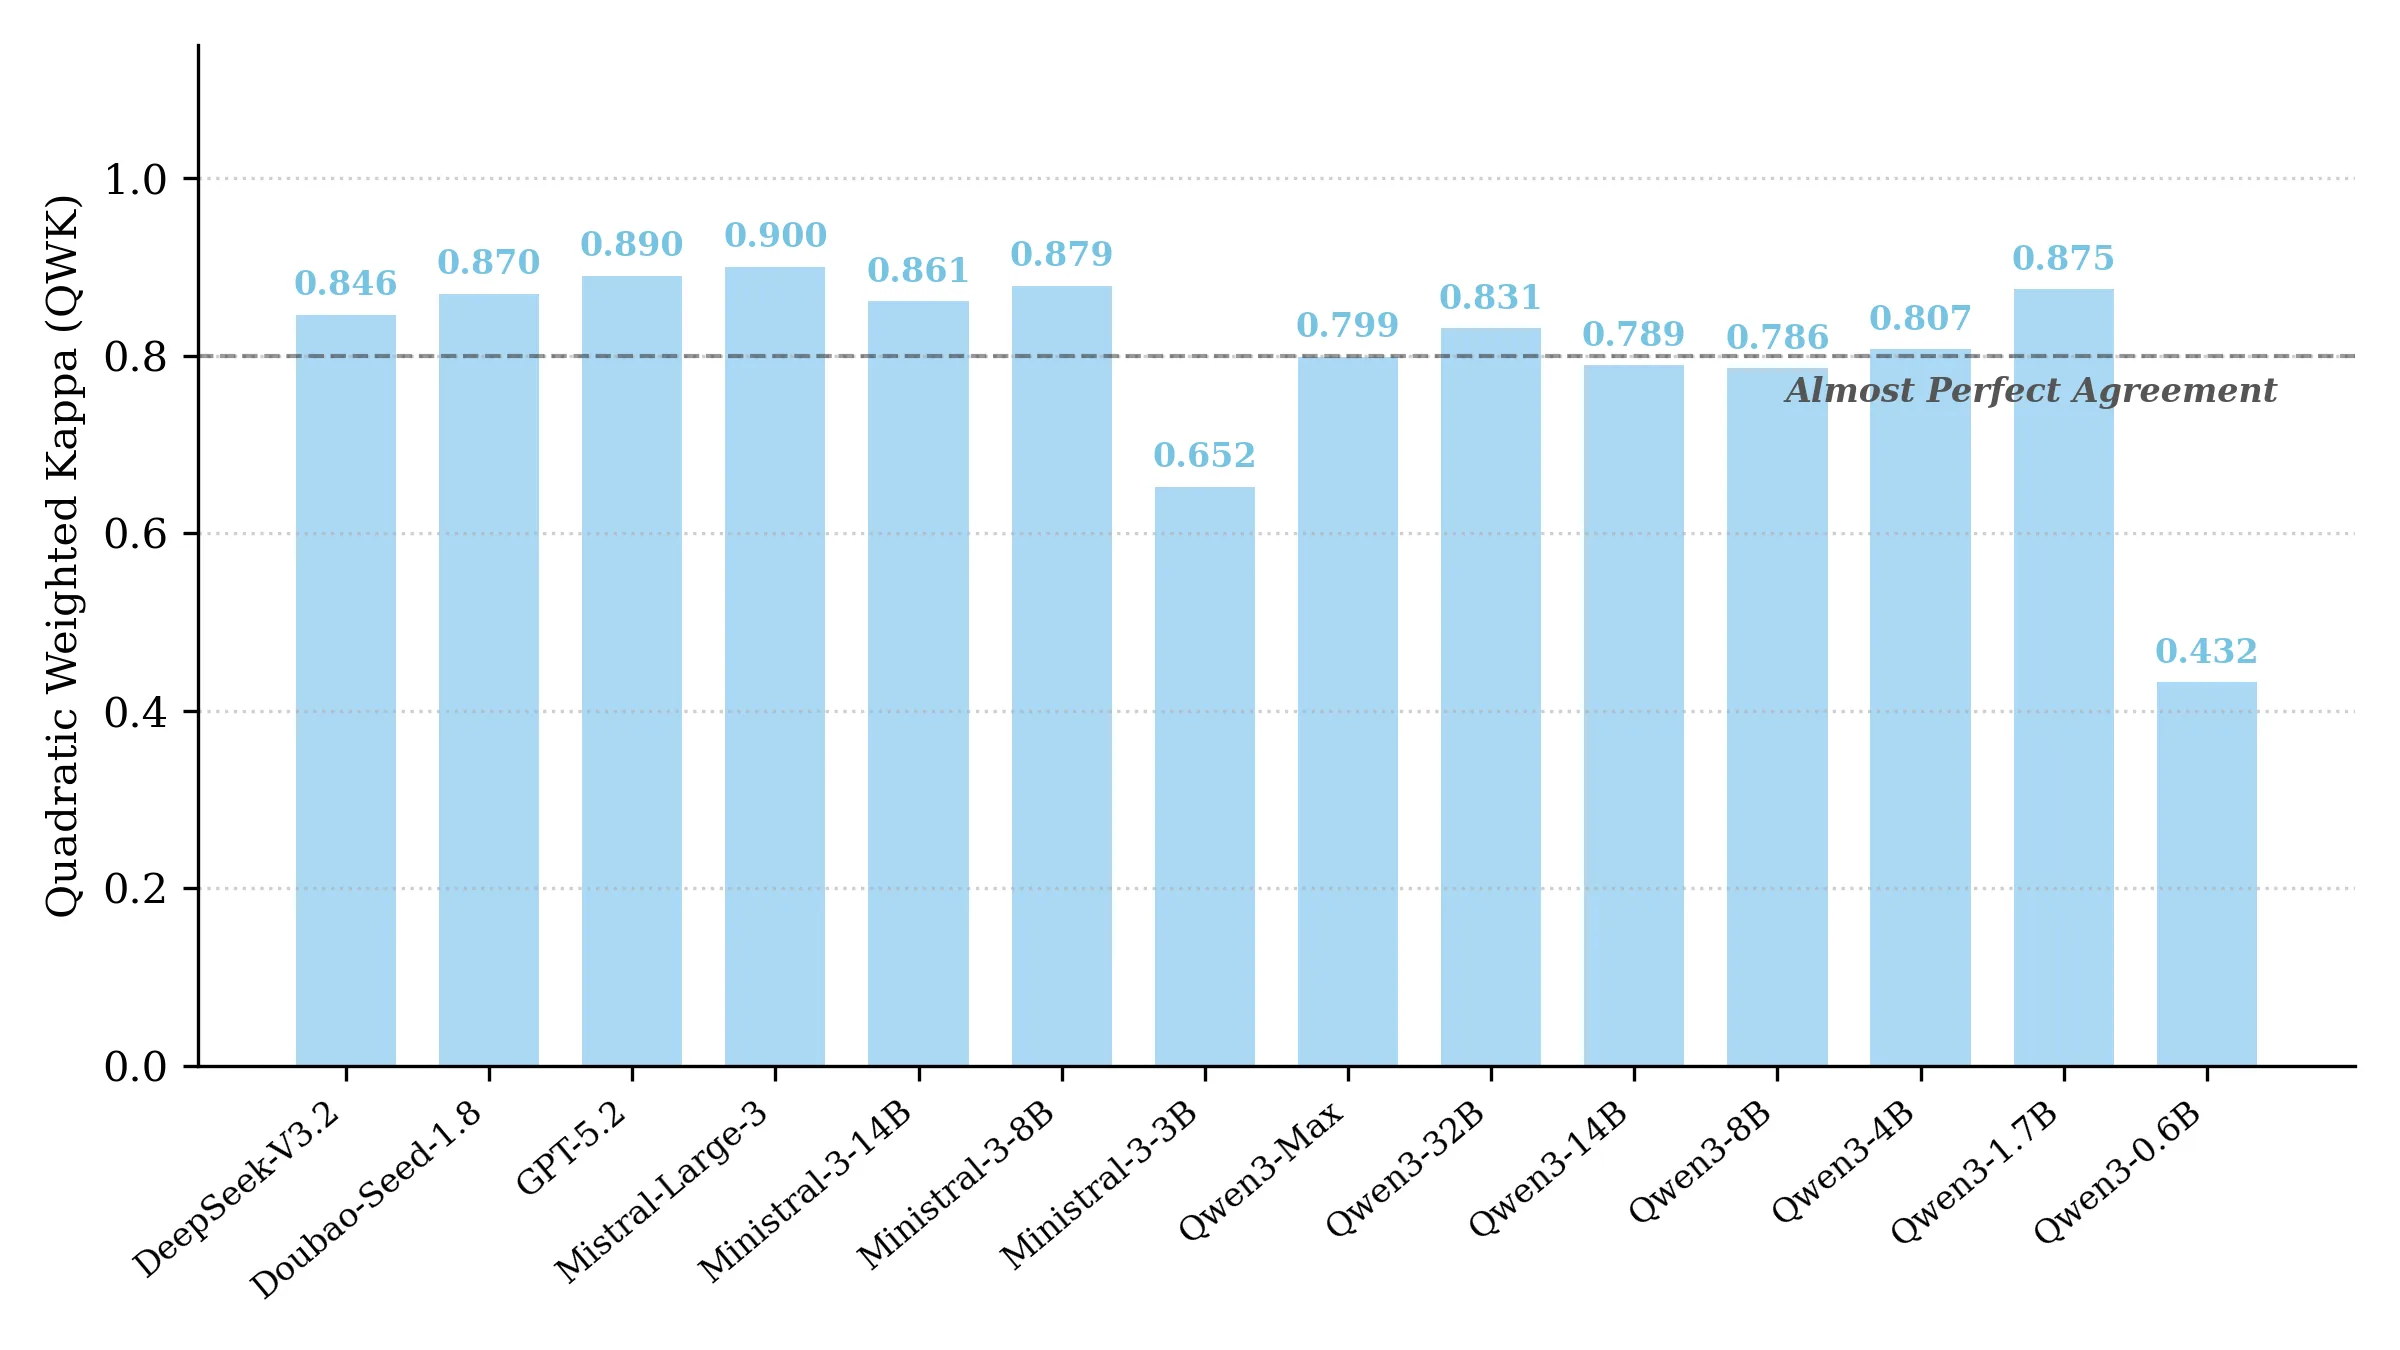 Quadratic Weighted Kappa (QWK)
1.0
0.8
0.6
0.4
0.2
0.0
0.846
0.870
0.890
0.900
0.861
0.879
0.652
0.799
0.831
0.789
0.786
0.807
0.875
0.432
Almost Perfect Agreement
DeepSeek-V3.2
Doubao-Seed-1.8
GPT-5.2
Mistral-Large-3
Ministral-3-14B
Ministral-3-8B
Ministral-3-3B
Qwen3-Max
Qwen3-32B
Qwen3-14B
Qwen3-8B
Qwen3-4B
Qwen3-1.7B
Qwen3-0.6B